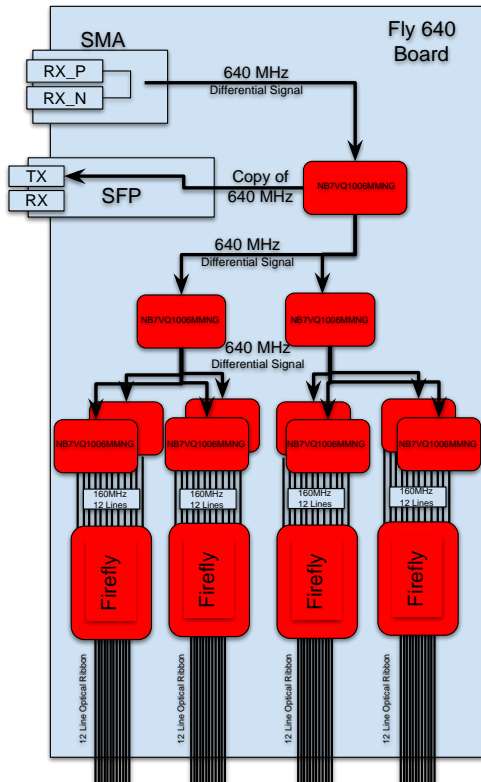 Fly 640
Board
SMA
RX_P
RX_N
640 MHz
Differential Signal
TX
RX
SFP
Copy of
640 MHz
NB7VQ1006MMNG
640 MHz
Differential Signal
NB7VQ1006MMNG
NB7VQ1006MMNG
640 MHz
Differential Signal
NB7VQ1006MMNG
NB7VQ1006MMNG
NB7VQ1006MMNG
NB7VQ1006MMNG
160MHz
12 Lines
160MHz
12 Lines
160MHz
12 Lines
160MHz
12 Lines
Firefly
Firefly
Firefly
Firefly
12 Line Optical Ribbon
12 Line Optical Ribbon
12 Line Optical Ribbon
12 Line Optical Ribbon